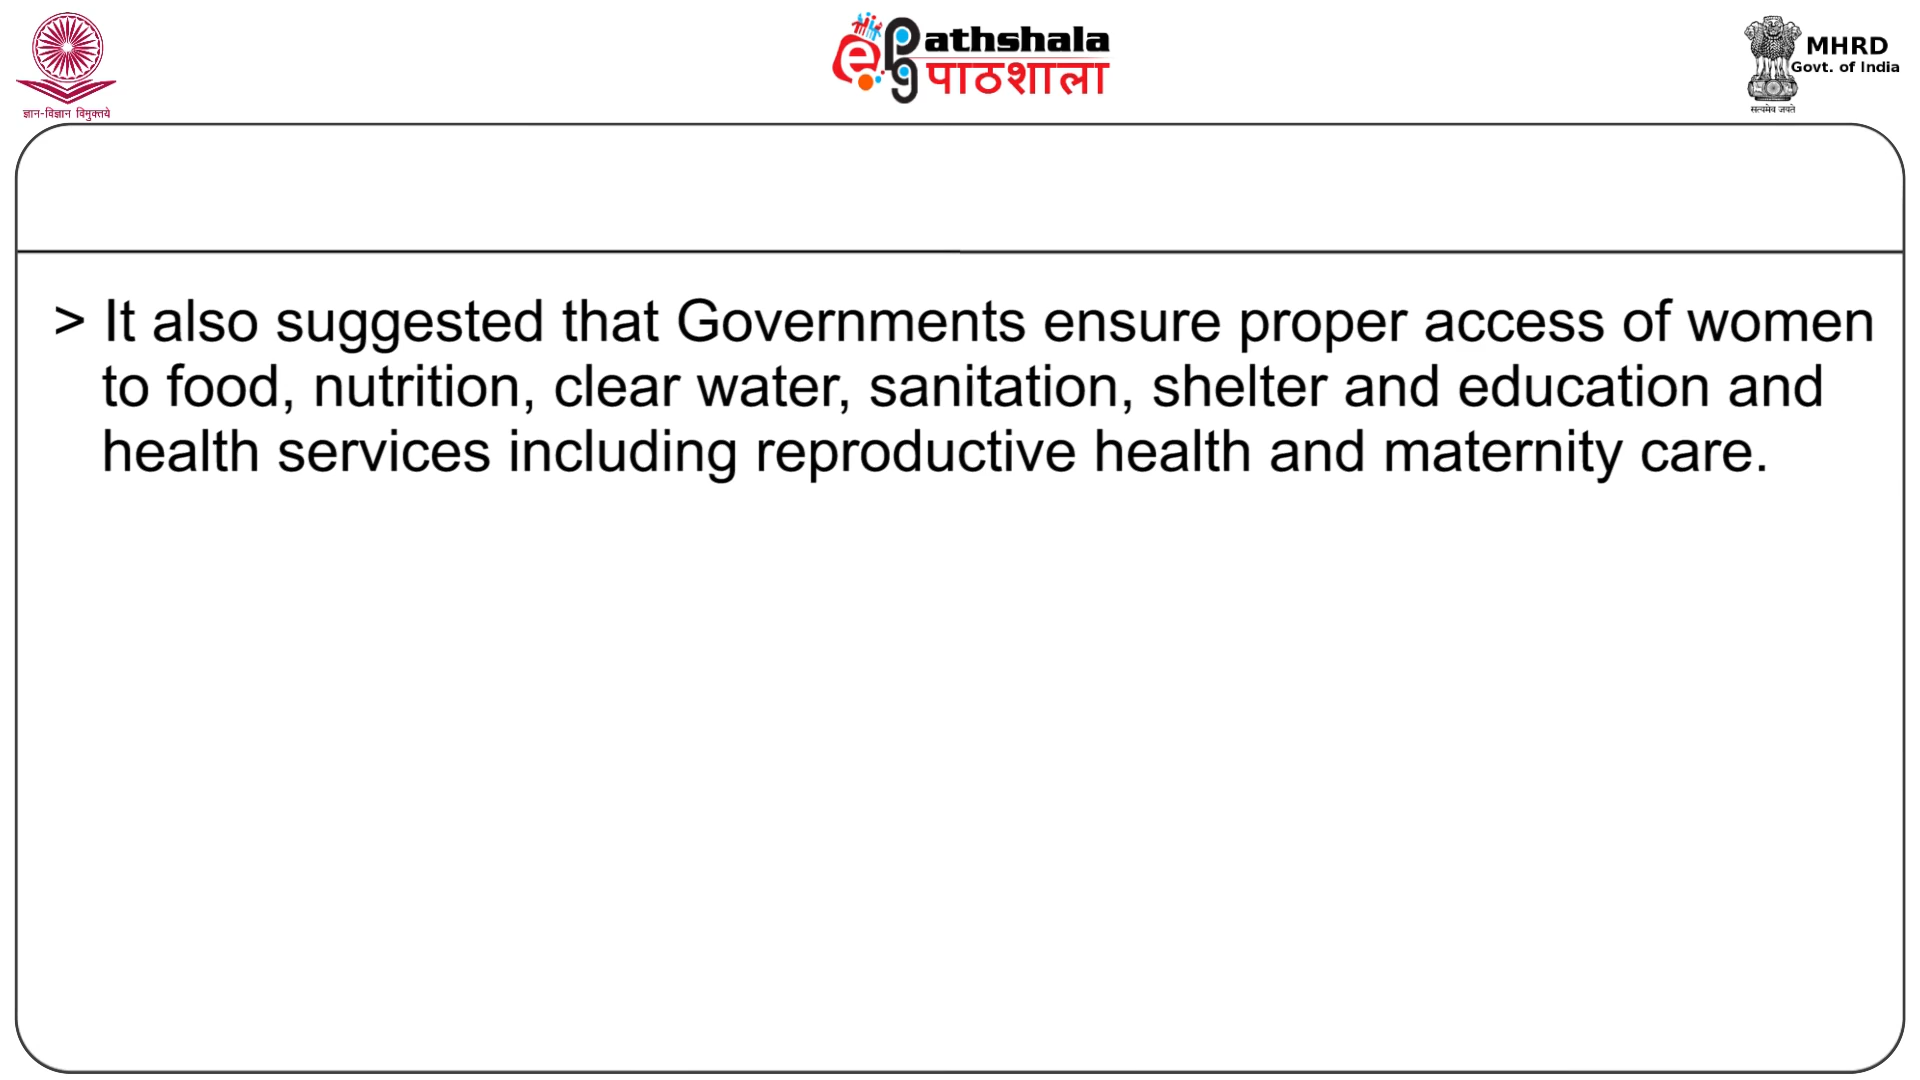 ज्ञान-विज्ञान विमुक्तये
e
PG
athshala
पाठशाला
MHRD
Govt. of India
सत्यमेव जयते
> It also suggested that Governments ensure proper access of women
to food, nutrition, clear water, sanitation, shelter and education and
health services including reproductive health and maternity care.